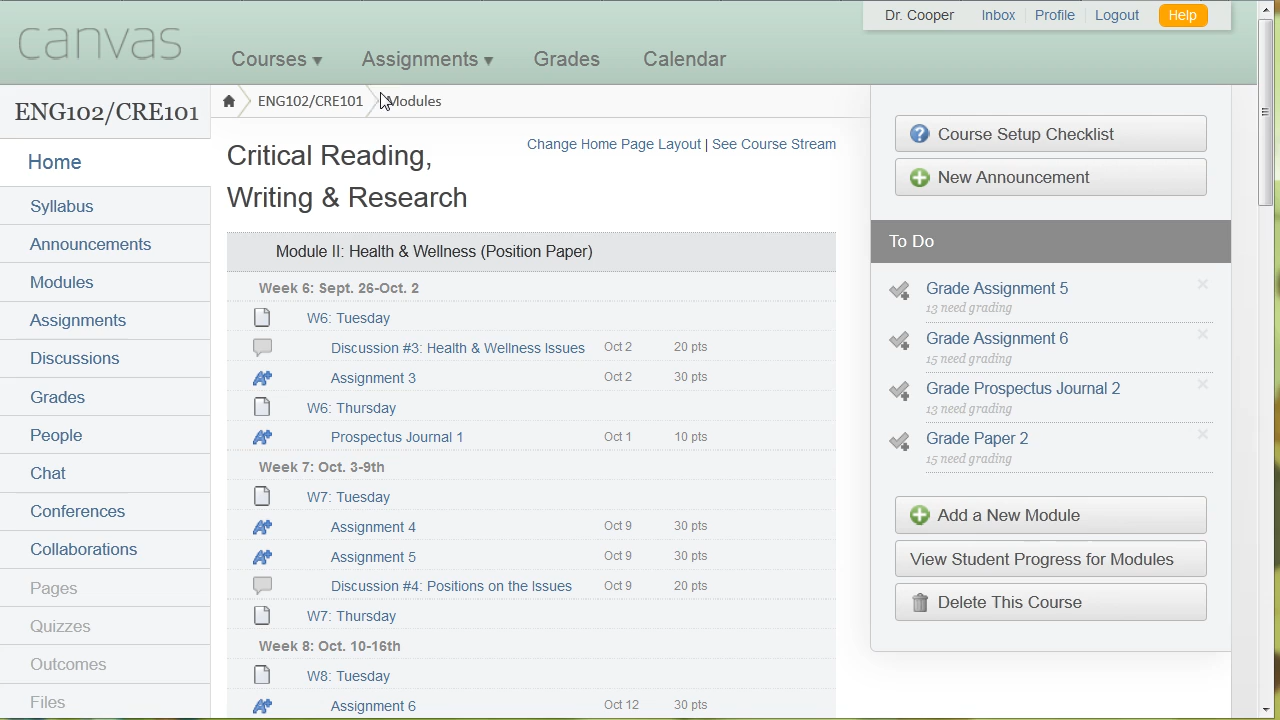 Dr. Cooper Inbox Profile Logout Help
canvas
Courses ▾ Assignments ▾ Grades Calendar
ENG102/CRE101
ENG102/CRE101 Modules
Home
Syllabus
Announcements
Modules
Assignments
Discussions
Grades
People
Chat
Conferences
Collaborations
Pages
Quizzes
Outcomes
Files
Change Home Page Layout | See Course Stream
Critical Reading,
Writing & Research
Module II: Health & Wellness (Position Paper)
Week 6: Sept. 26-Oct. 2
W6: Tuesday
Discussion #3: Health & Wellness Issues Oct 2 20 pts
Assignment 3 Oct 2 30 pts
W6: Thursday
Prospectus Journal 1 Oct 1 10 pts
Week 7: Oct. 3-9th
W7: Tuesday
Assignment 4 Oct 9 30 pts
Assignment 5 Oct 9 30 pts
Discussion #4: Positions on the Issues Oct 9 20 pts
W7: Thursday
Week 8: Oct. 10-16th
W8: Tuesday
Assignment 6 Oct 12 30 pts
Course Setup Checklist
New Announcement
To Do
Grade Assignment 5
13 need grading
Grade Assignment 6
15 need grading
Grade Prospectus Journal 2
13 need grading
Grade Paper 2
15 need grading
Add a New Module
View Student Progress for Modules
Delete This Course